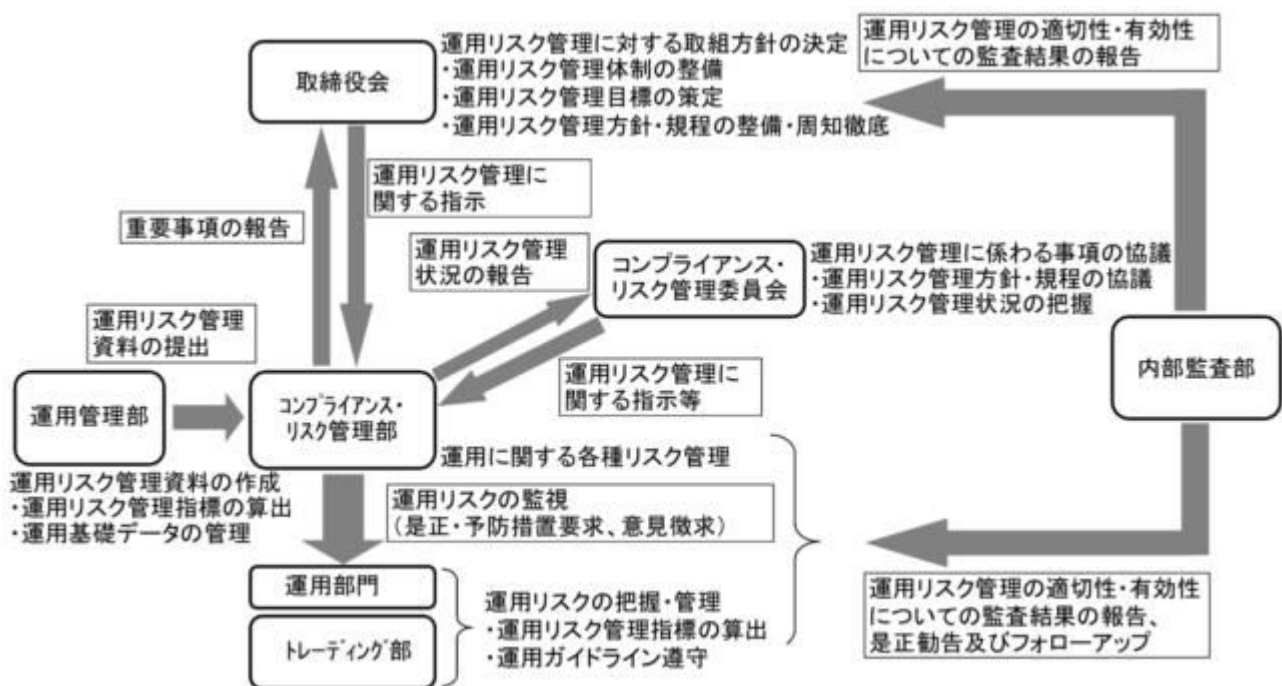 取締役会
運用リスク管理に対する取組方針の決定
・運用リスク管理体制の整備
・運用リスク管理目標の策定
・運用リスク管理方針・規程の整備・周知徹底
運用リスク管理の適切性・有効性
についての監査結果の報告
運用リスク管理に
関する指示
重要事項の報告
運用リスク管理
状況の報告
コンプライアンス・
リスク管理委員会
運用リスク管理に係わる事項の協議
・運用リスク管理方針・規程の協議
・運用リスク管理状況の把握
運用リスク管理
資料の提出
運用リスク管理に
関する指示等
内部監査部
運用管理部
コンプライアンス・
リスク管理部
運用に関する各種リスク管理
運用リスク管理資料の作成
・運用リスク管理指標の算出
・運用基礎データの管理
運用リスクの監視
(是正・予防措置要求、意見徴求)
運用部門
トレーディング部
運用リスクの把握・管理
・運用リスク管理指標の算出
・運用ガイドライン遵守
運用リスク管理の適切性・有効性
についての監査結果の報告、
是正勧告及びフォローアップ